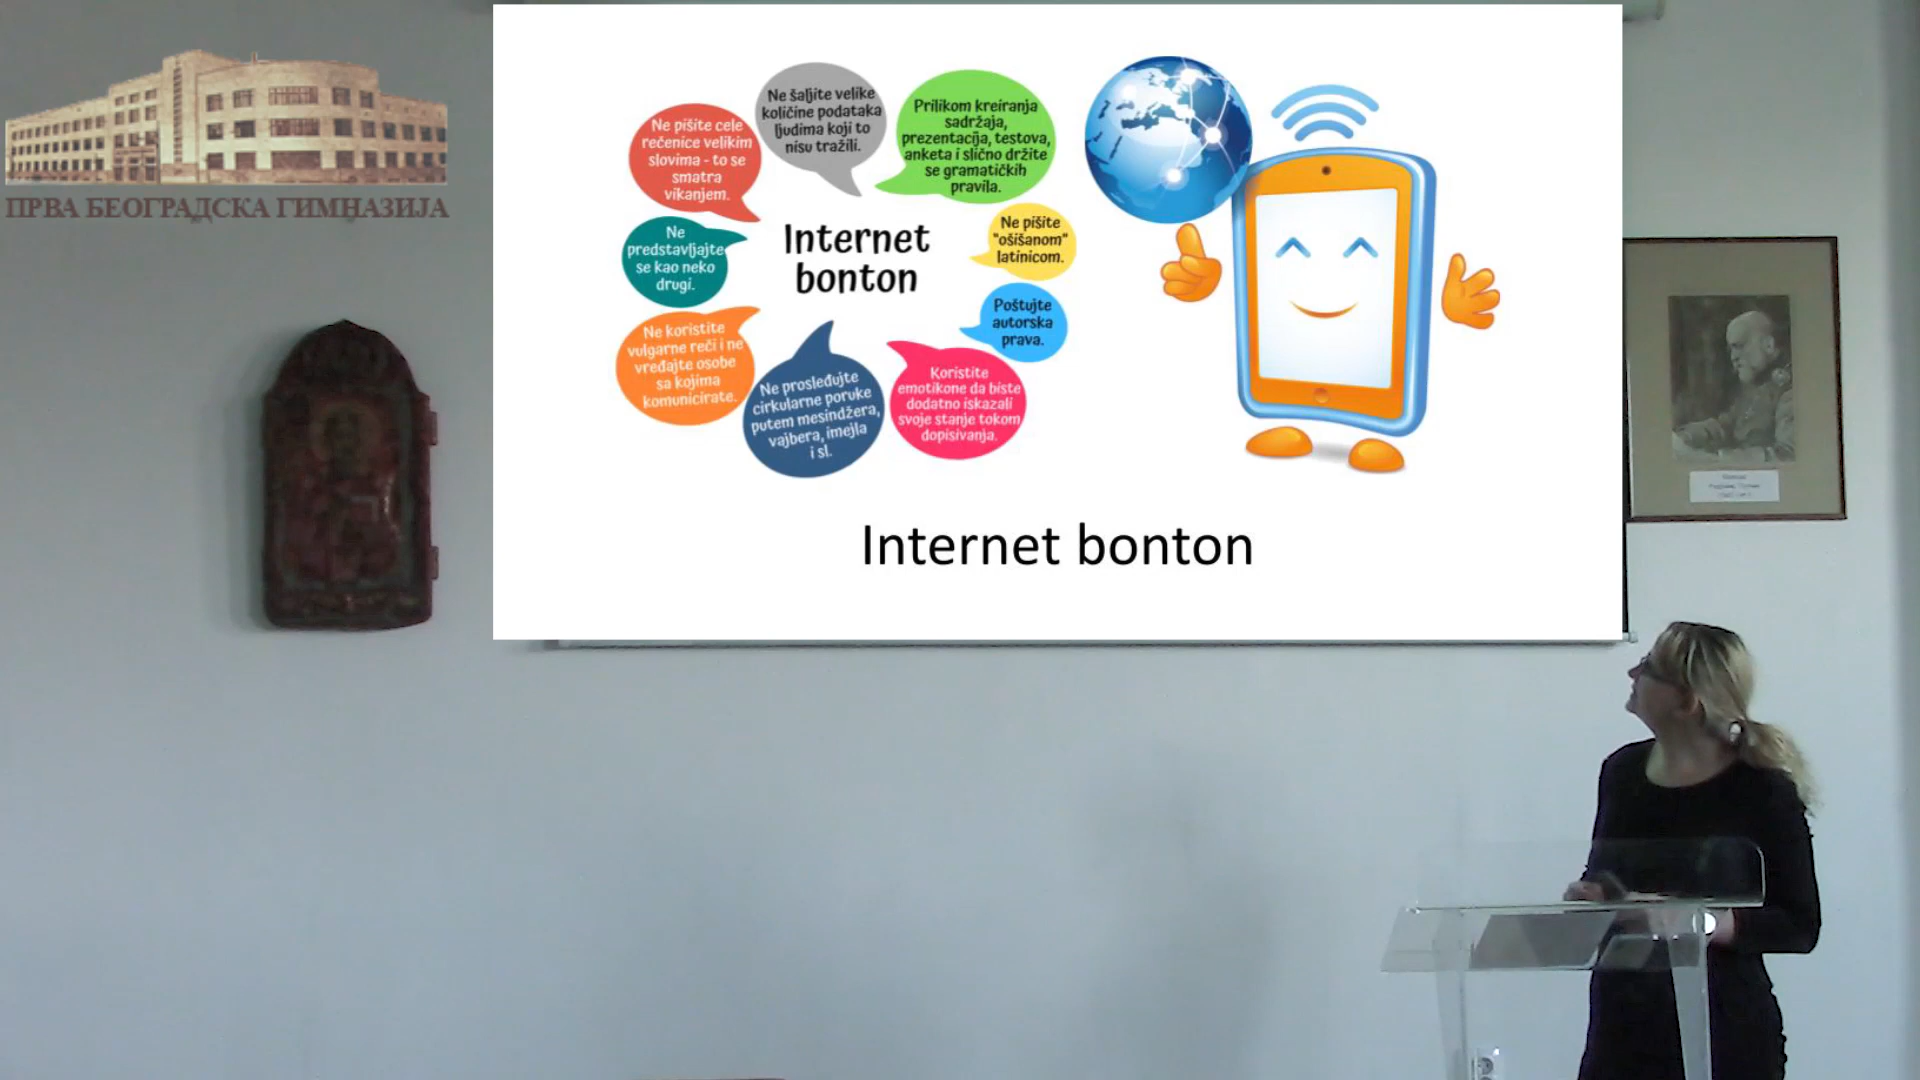 ПРВА БЕОГРАДСКА ГИМНАЗИЈА
Ne pišite cele
rečenice velikim
slovima - to se
smatra
vikanjem.
Ne šaljite velike
količine podataka
ljudima koji to
nisu tražili.
Prilikom kreiranja
sadržaja,
prezentacija, testova,
anketa i slično držite
se gramatičkih
pravila.
Ne
predstavljajte
se kao neko
drugi.
Internet
bonton
Ne pišite
"ošišanom"
latinicom.
Poštujte
autorska
prava.
Ne koristite
vulgarne reči i ne
vređajte osobe
sa kojima
komunicirate.
Ne prosleđujte
cirkularne poruke
putem mesindžera,
vajbera, imejla
i sl.
Koristite
emotikone da biste
dodatno iskazali
svoje stanje tokom
dopisivanja.
Internet bonton